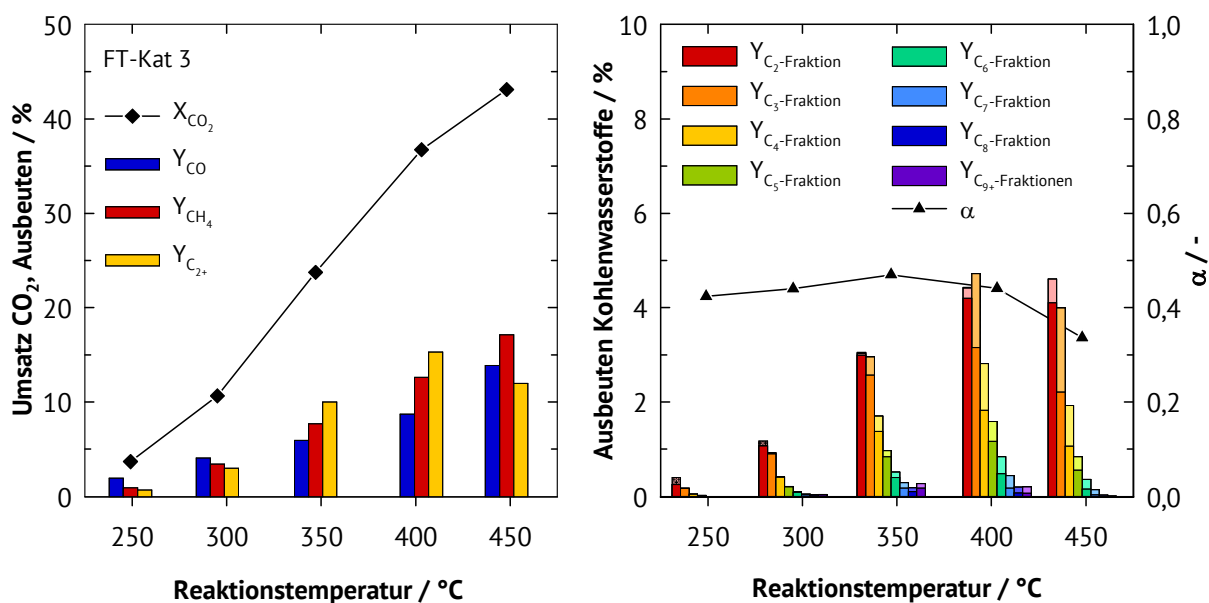 Umsatz CO₂, Ausbeuten / %
50
40
30
20
10
0
FT-Kat 3
X_CO₂
Y_CO
Y_CH₄
Y_C₂₊
250 300 350 400 450
Reaktionstemperatur / °C
Ausbeuten Kohlenwasserstoffe / %
10
8
6
4
2
0
Y_C₂-Fraktion
Y_C₃-Fraktion
Y_C₄-Fraktion
Y_C₅-Fraktion
Y_C₆-Fraktion
Y_C₇-Fraktion
Y_C₈-Fraktion
Y_C₉₊-Fraktionen
α
1,0
0,8
0,6
0,4
0,2
0,0
α / -
250 300 350 400 450
Reaktionstemperatur / °C